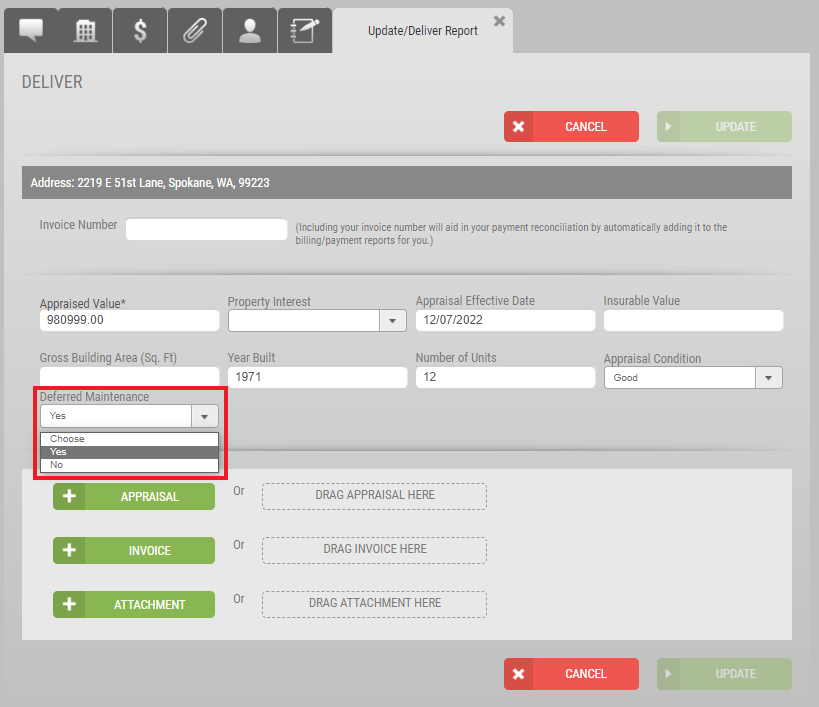 Update/Deliver Report
DELIVER
CANCEL
UPDATE
Address: 2219 E 51st Lane, Spokane, WA, 99223
Invoice Number
(Including your invoice number will aid in your payment reconciliation by automatically adding it to the
billing/payment reports for you.)
Appraised Value*
Property Interest
Appraisal Effective Date
Insurable Value
980999.00
12/07/2022
Gross Building Area (Sq. Ft)
Year Built
Number of Units
Appraisal Condition
1971
12
Good
Deferred Maintenance
Yes
Choose
Yes
No
APPRAISAL
Or
DRAG APPRAISAL HERE
INVOICE
Or
DRAG INVOICE HERE
ATTACHMENT
Or
DRAG ATTACHMENT HERE
CANCEL
UPDATE